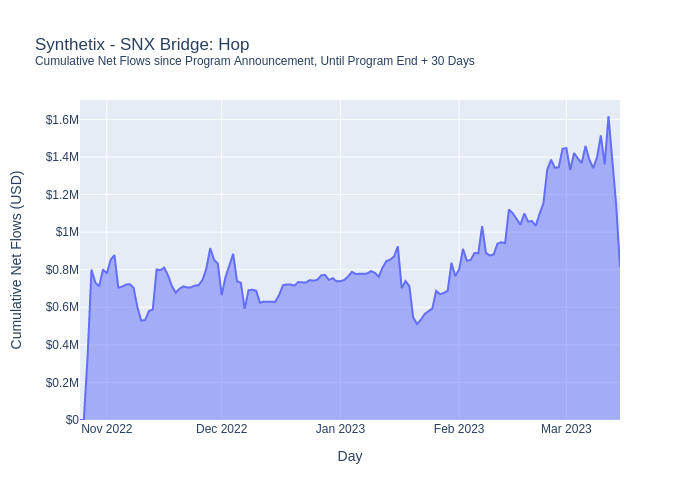 Synthetix - SNX Bridge: Hop
Cumulative Net Flows since Program Announcement, Until Program End + 30 Days
$1.6M
$1.4M
$1.2M
$1M
$0.8M
$0.6M
$0.4M
$0.2M
$0
Cumulative Net Flows (USD)
Nov 2022
Dec 2022
Jan 2023
Feb 2023
Mar 2023
Day